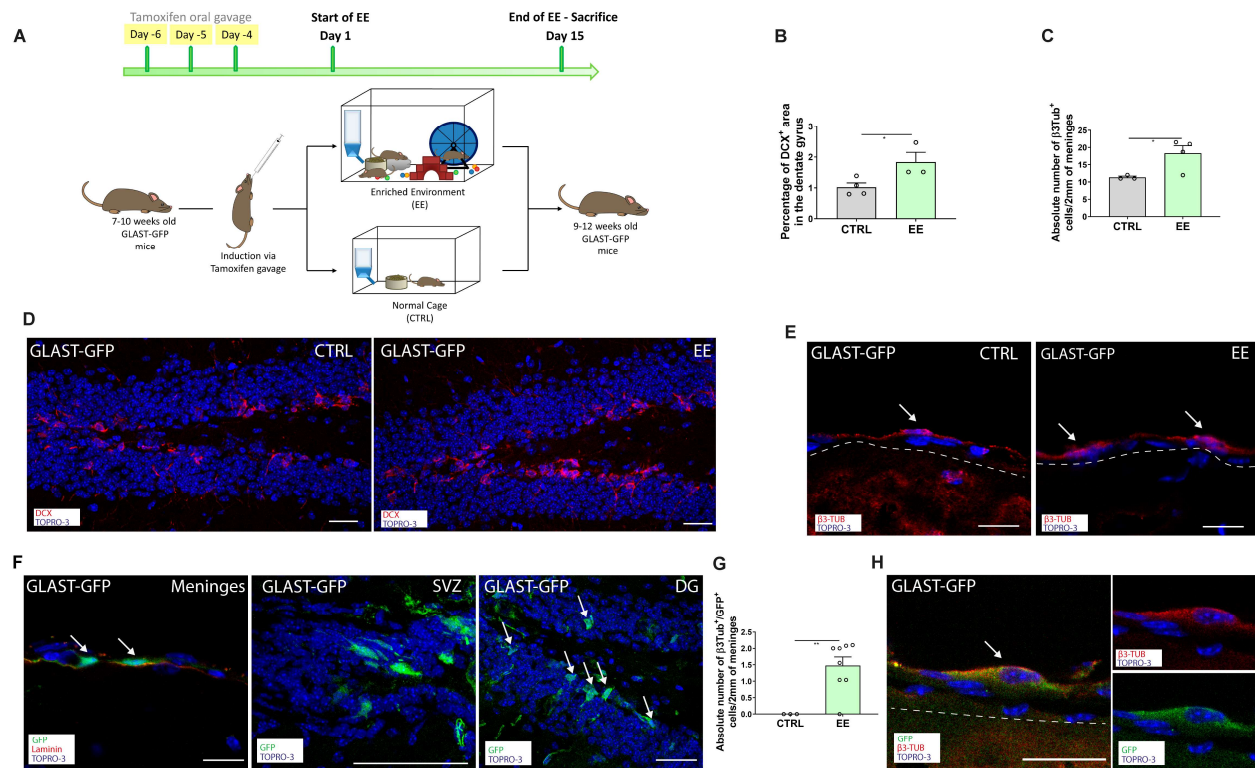 A
Tamoxifen oral gavage
Day -6
Day -5
Day -4
Start of EE
Day 1
End of EE - Sacrifice
Day 15
7-10 weeks old
GLAST-GFP
mice
Induction via
Tamoxifen gavage
Enriched Environment
(EE)
Normal Cage
(CTRL)
9-12 weeks old
GLAST-GFP
mice
B
Percentage of DCX⁺ area
in the dentate gyrus
3
2
1
0
*
CTRL
EE
C
Absolute number of β3Tub⁺
cells/2mm of meninges
25
20
15
10
5
0
*
CTRL
EE
D
GLAST-GFP
CTRL
DCX
TOPRO-3
GLAST-GFP
EE
DCX
TOPRO-3
E
GLAST-GFP
CTRL
β3-TUB
TOPRO-3
GLAST-GFP
EE
β3-TUB
TOPRO-3
F
GLAST-GFP
Meninges
GFP
Laminin
TOPRO-3
GLAST-GFP
SVZ
GFP
TOPRO-3
GLAST-GFP
DG
GFP
TOPRO-3
G
Absolute number of β3Tub⁺/GFP⁺
cells/2mm of meninges
2.5
2.0
1.5
1.0
0.5
0.0
**
CTRL
EE
H
GLAST-GFP
GFP
β3-TUB
TOPRO-3
β3-TUB
TOPRO-3
GFP
TOPRO-3